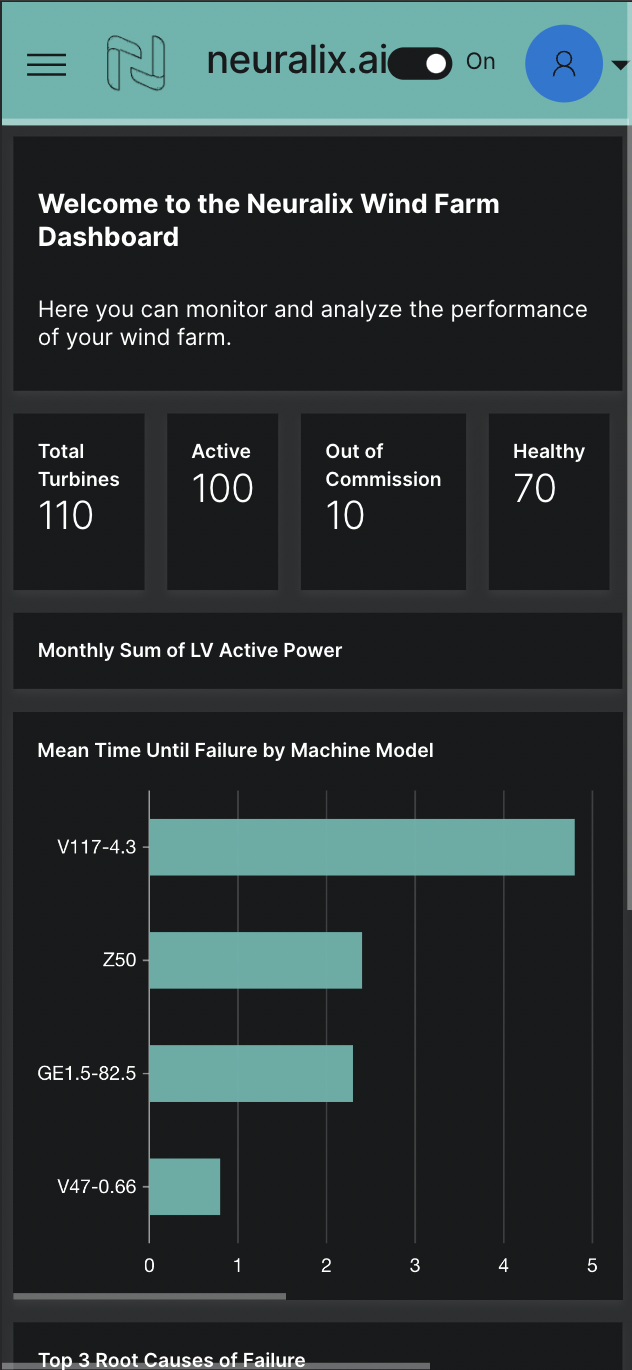 neuralix.ai
On
Welcome to the Neuralix Wind Farm
Dashboard
Here you can monitor and analyze the performance
of your wind farm.
Total
Turbines
110
Active
100
Out of
Commission
10
Healthy
70
Monthly Sum of LV Active Power
Mean Time Until Failure by Machine Model
V117-4.3
Z50
GE1.5-82.5
V47-0.66
0 1 2 3 4 5
Top 3 Root Causes of Failure